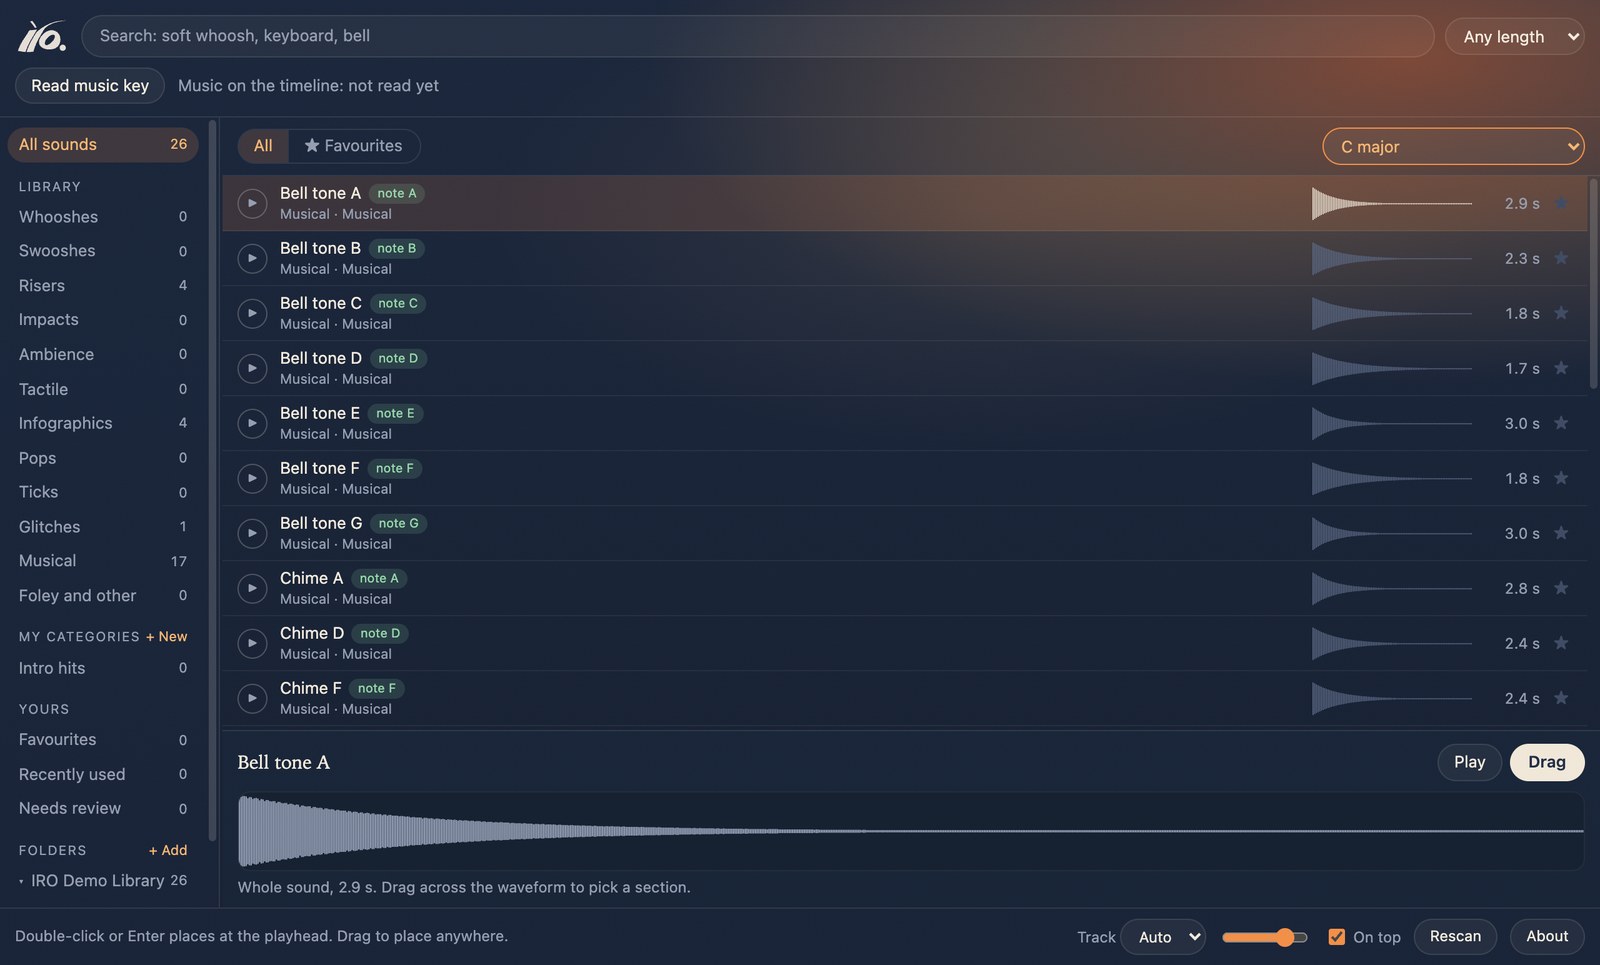 iro.
Search: soft whoosh, keyboard, bell
Any length
Read music key
Music on the timeline: not read yet
All sounds 26
LIBRARY
Whooshes 0
Swooshes 0
Risers 4
Impacts 0
Ambience 0
Tactile 0
Infographics 4
Pops 0
Ticks 0
Glitches 1
Musical 17
Foley and other 0
MY CATEGORIES + New
Intro hits 0
YOURS
Favourites 0
Recently used 0
Needs review 0
FOLDERS + Add
IRO Demo Library 26
All ★ Favourites
C major
Bell tone A note A
Musical · Musical
2.9 s
Bell tone B note B
Musical · Musical
2.3 s
Bell tone C note C
Musical · Musical
1.8 s
Bell tone D note D
Musical · Musical
1.7 s
Bell tone E note E
Musical · Musical
3.0 s
Bell tone F note F
Musical · Musical
1.8 s
Bell tone G note G
Musical · Musical
3.0 s
Chime A note A
Musical · Musical
2.8 s
Chime D note D
Musical · Musical
2.4 s
Chime F note F
Musical · Musical
2.4 s
Bell tone A
Play
Drag
Whole sound, 2.9 s. Drag across the waveform to pick a section.
Double-click or Enter places at the playhead. Drag to place anywhere.
Track Auto
On top
Rescan
About